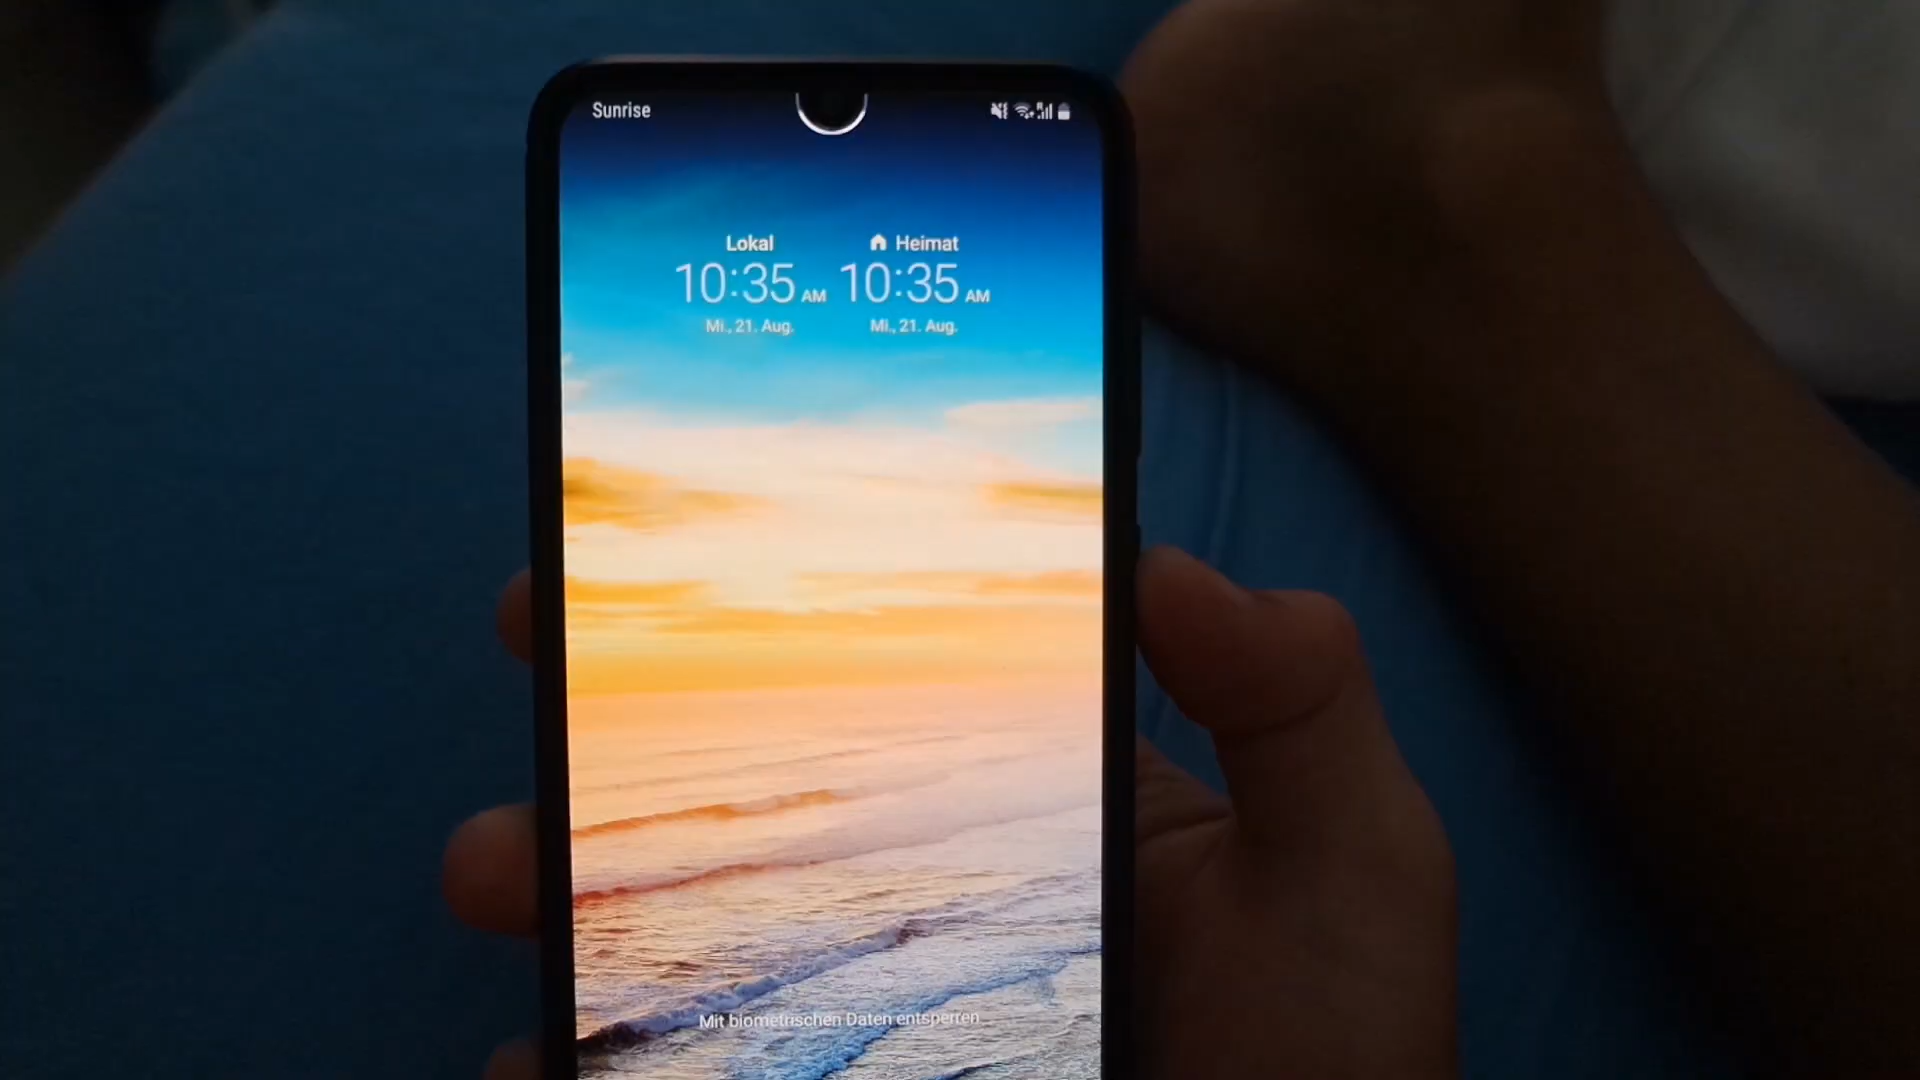 Sunrise
Lokal
10:35 AM
Mi., 21. Aug.
Heimat
10:35 AM
Mi., 21. Aug.
Mit biometrischen Daten entsperren